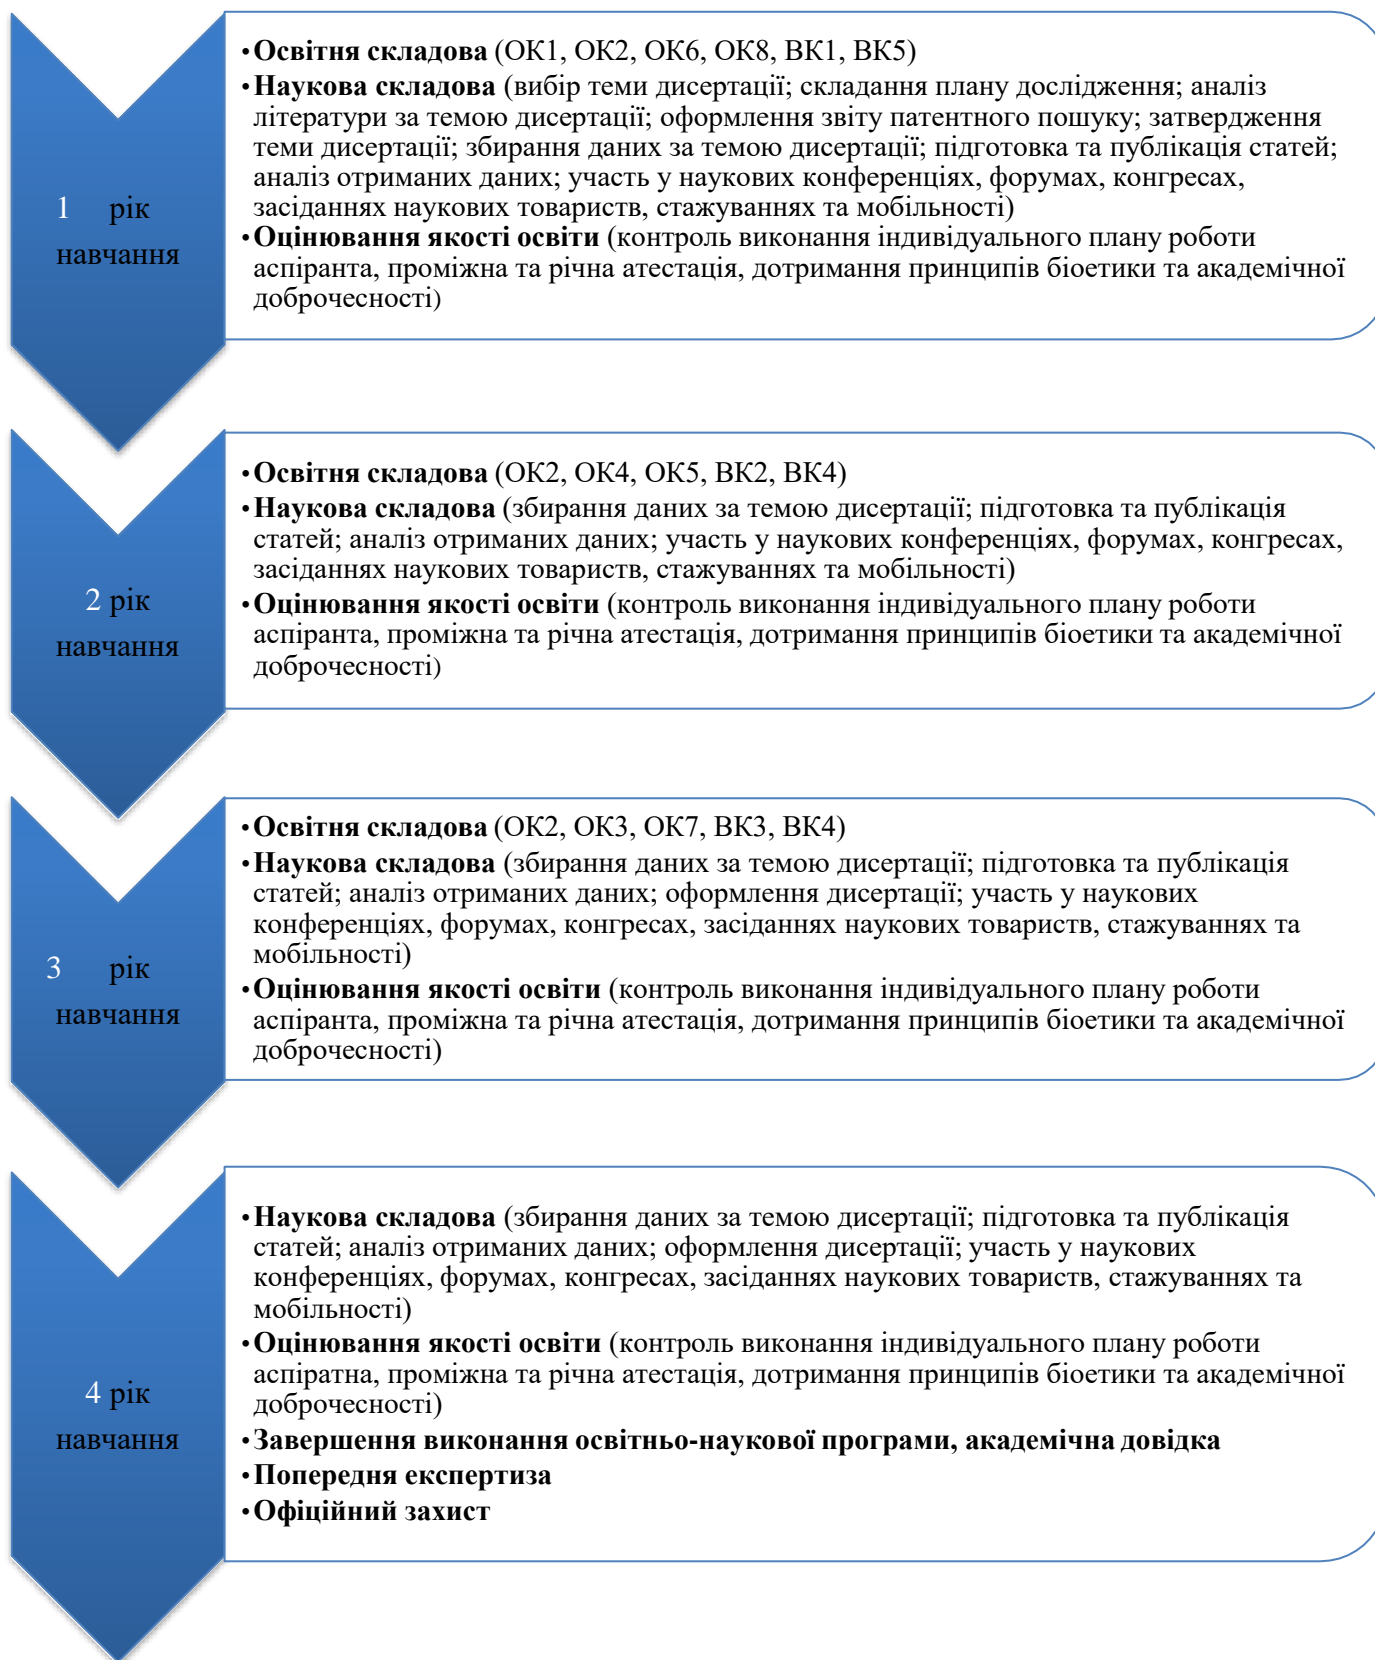 1 рік
навчання
•Освітня складова (ОК1, ОК2, ОК6, ОК8, ВК1, ВК5)
•Наукова складова (вибір теми дисертації; складання плану дослідження; аналіз
літератури за темою дисертації; оформлення звіту патентного пошуку; затвердження
теми дисертації; збирання даних за темою дисертації; підготовка та публікація статей;
аналіз отриманих даних; участь у наукових конференціях, форумах, конгресах,
засіданнях наукових товариств, стажуваннях та мобільності)
•Оцінювання якості освіти (контроль виконання індивідуального плану роботи
аспіранта, проміжна та річна атестація, дотримання принципів біоетики та академічної
доброчесності)
2 рік
навчання
•Освітня складова (ОК2, ОК4, ОК5, ВК2, ВК4)
•Наукова складова (збирання даних за темою дисертації; підготовка та публікація
статей; аналіз отриманих даних; участь у наукових конференціях, форумах, конгресах,
засіданнях наукових товариств, стажуваннях та мобільності)
•Оцінювання якості освіти (контроль виконання індивідуального плану роботи
аспіранта, проміжна та річна атестація, дотримання принципів біоетики та академічної
доброчесності)
3 рік
навчання
•Освітня складова (ОК2, ОК3, ОК7, ВК3, ВК4)
•Наукова складова (збирання даних за темою дисертації; підготовка та публікація
статей; аналіз отриманих даних; оформлення дисертації; участь у наукових
конференціях, форумах, конгресах, засіданнях наукових товариств, стажуваннях та
мобільності)
•Оцінювання якості освіти (контроль виконання індивідуального плану роботи
аспіранта, проміжна та річна атестація, дотримання принципів біоетики та академічної
доброчесності)
4 рік
навчання
•Наукова складова (збирання даних за темою дисертації; підготовка та публікація
статей; аналіз отриманих даних; оформлення дисертації; участь у наукових
конференціях, форумах, конгресах, засіданнях наукових товариств, стажуваннях та
мобільності)
•Оцінювання якості освіти (контроль виконання індивідуального плану роботи
аспіратна, проміжна та річна атестація, дотримання принципів біоетики та академічної
доброчесності)
•Завершення виконання освітньо-наукової програми, академічна довідка
•Попередня експертиза
•Офіційний захист